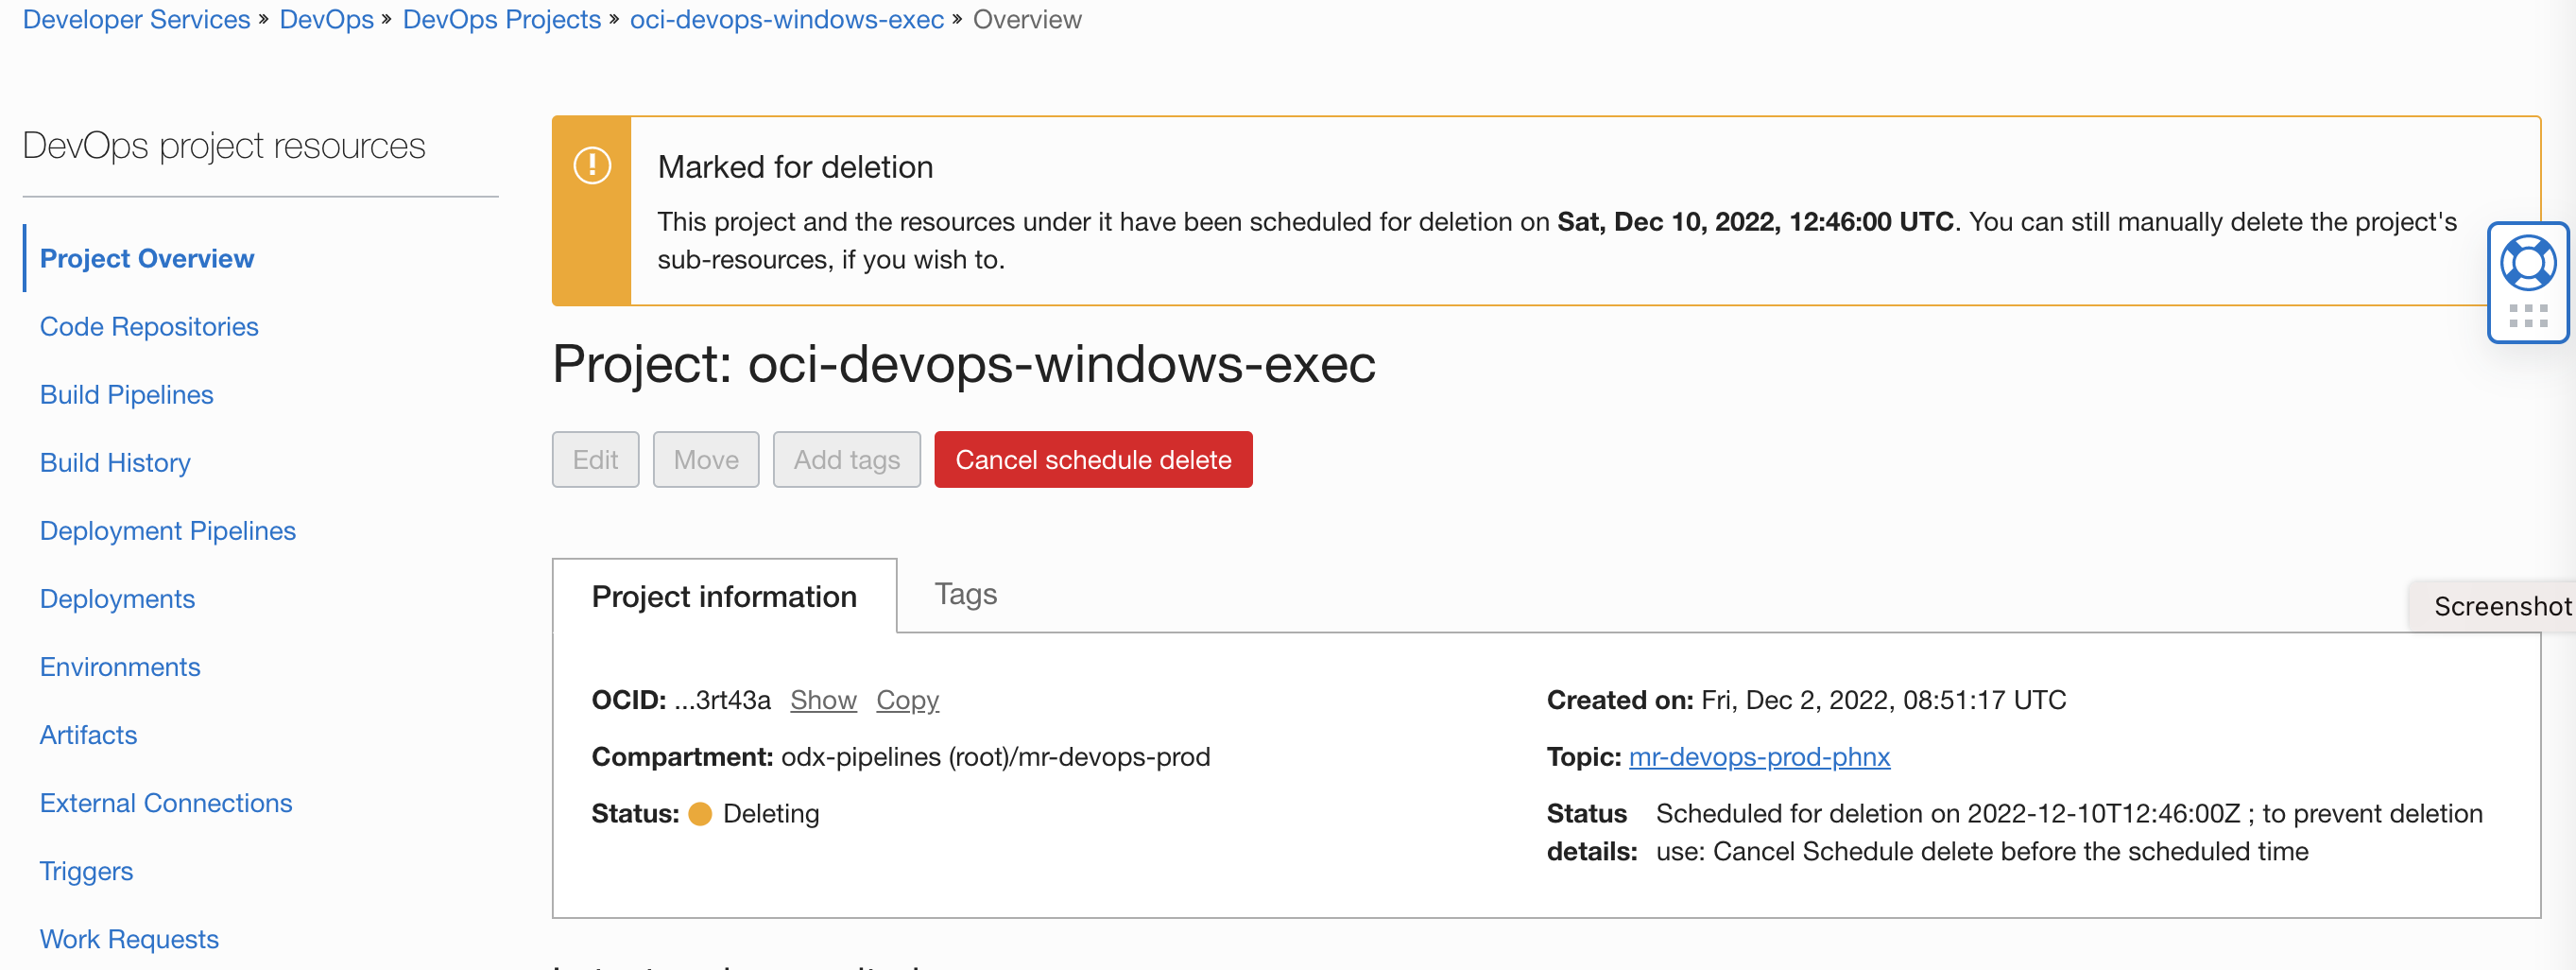 Developer Services » DevOps » DevOps Projects » oci-devops-windows-exec » Overview
DevOps project resources
Project Overview
Code Repositories
Build Pipelines
Build History
Deployment Pipelines
Deployments
Environments
Artifacts
External Connections
Triggers
Work Requests
Marked for deletion
This project and the resources under it have been scheduled for deletion on Sat, Dec 10, 2022, 12:46:00 UTC. You can still manually delete the project's
sub-resources, if you wish to.
Project: oci-devops-windows-exec
Edit Move Add tags Cancel schedule delete
Project information Tags
Screenshot
OCID: ...3rt43a Show Copy
Compartment: odx-pipelines (root)/mr-devops-prod
Status: Deleting
Created on: Fri, Dec 2, 2022, 08:51:17 UTC
Topic: mr-devops-prod-phnx
Status Scheduled for deletion on 2022-12-10T12:46:00Z ; to prevent deletion
details: use: Cancel Schedule delete before the scheduled time